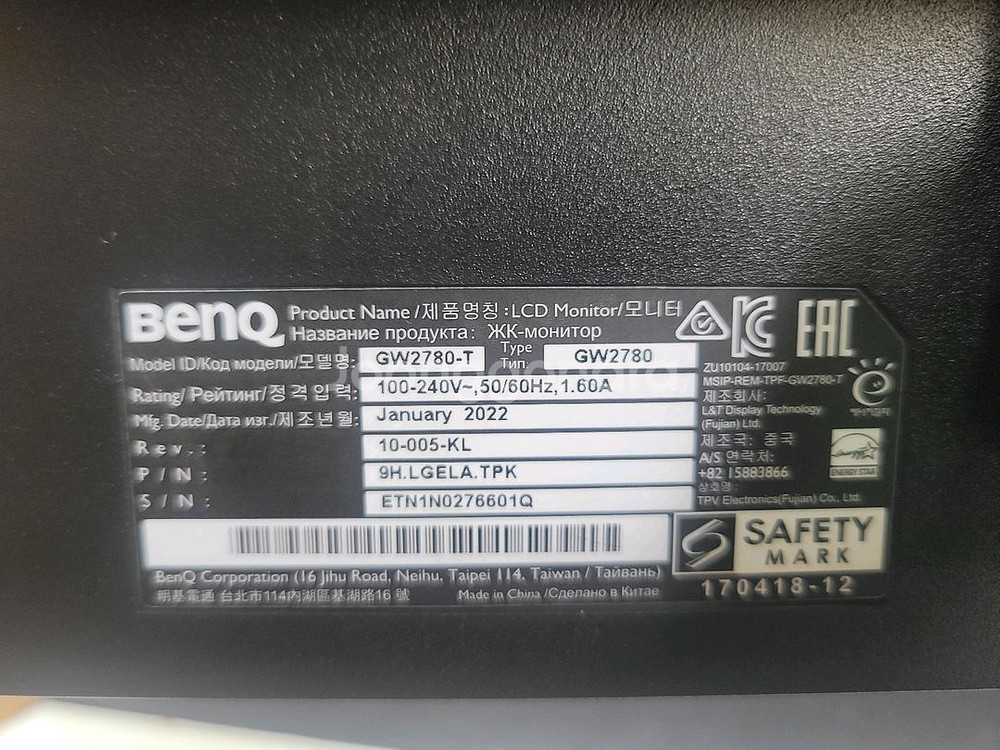 BenQ
Product Name /제품명칭 : LCD Monitor/모니터
Название продукта: ЖК-монитор
Model ID/Код модели/모델명: GW2780-T Type Тип: GW2780
Rating/ Рейтинг/정격입력: 100-240V~,50/60Hz,1.60A
Mfg. Date/Дата изг./제조년월: January 2022
Rev.: 10-005-KL
P/N: 9H.LGELA.TPK
S/N: ETN1N0276601Q
BenQ Corporation (16 Jihu Road, Neihu, Taipei 114, Taiwan / Тайвань)
明基電通 台北市114內湖區基湖路16 號 Made in China /Сделано в Китае
EAC
ZU10104-17007
MSIP-REM-TPF-GW2780-T
제조회사:
L&T Display Technology
(Fujian) Ltd.
제조국: 중국
A/S 연락처:
+82 15883866
상호명:
TPV Electronics(Fujian) Co., Ltd.
ENERGY STAR
SAFETY
MARK
170418-12